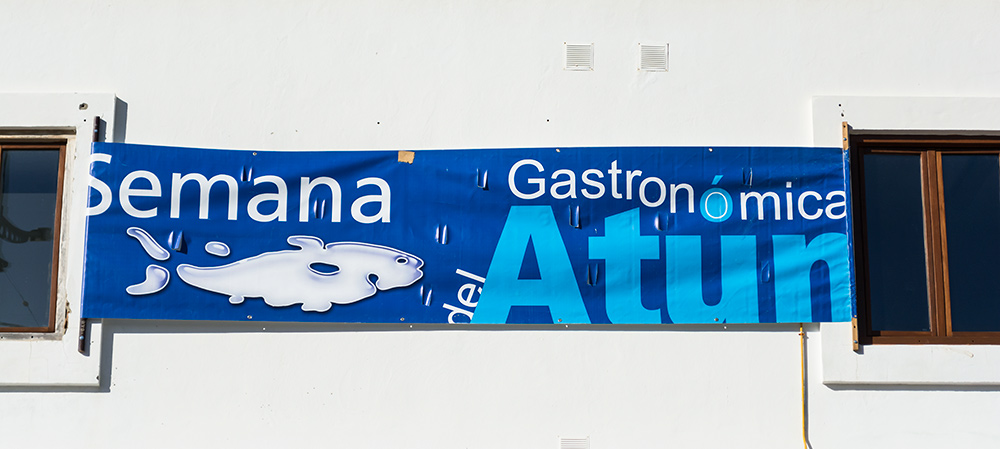 Semana
Gastronómica
del
Atún